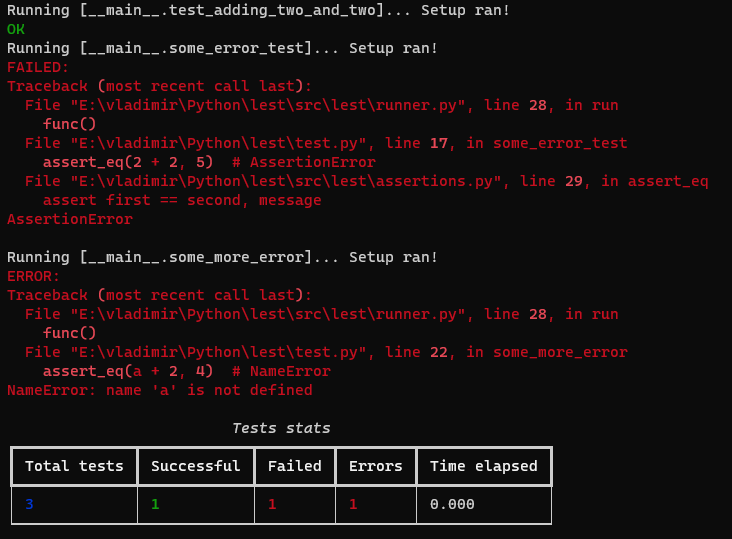 Running [__main__.test_adding_two_and_two]... Setup ran!
OK
Running [__main__.some_error_test]... Setup ran!
FAILED:
Traceback (most recent call last):
  File "E:\vladimir\Python\lest\src\lest\runner.py", line 28, in run
    func()
  File "E:\vladimir\Python\lest\test.py", line 17, in some_error_test
    assert_eq(2 + 2, 5)  # AssertionError
  File "E:\vladimir\Python\lest\src\lest\assertions.py", line 29, in assert_eq
    assert first == second, message
AssertionError
Running [__main__.some_more_error]... Setup ran!
ERROR:
Traceback (most recent call last):
  File "E:\vladimir\Python\lest\src\lest\runner.py", line 28, in run
    func()
  File "E:\vladimir\Python\lest\test.py", line 22, in some_more_error
    assert_eq(a + 2, 4)  # NameError
NameError: name 'a' is not defined
Tests stats
Total tests Successful Failed Errors Time elapsed
3 1 1 1 0.000